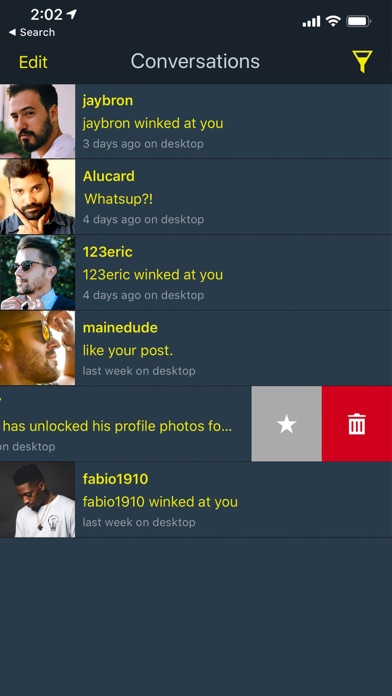 2:02
◀ Search
Edit
Conversations
jaybron
jaybron winked at you
3 days ago on desktop
Alucard
Whatsup?!
4 days ago on desktop
123eric
123eric winked at you
4 days ago on desktop
mainedude
like your post.
last week on desktop
has unlocked his profile photos fo...
on desktop
fabio1910
fabio1910 winked at you
last week on desktop